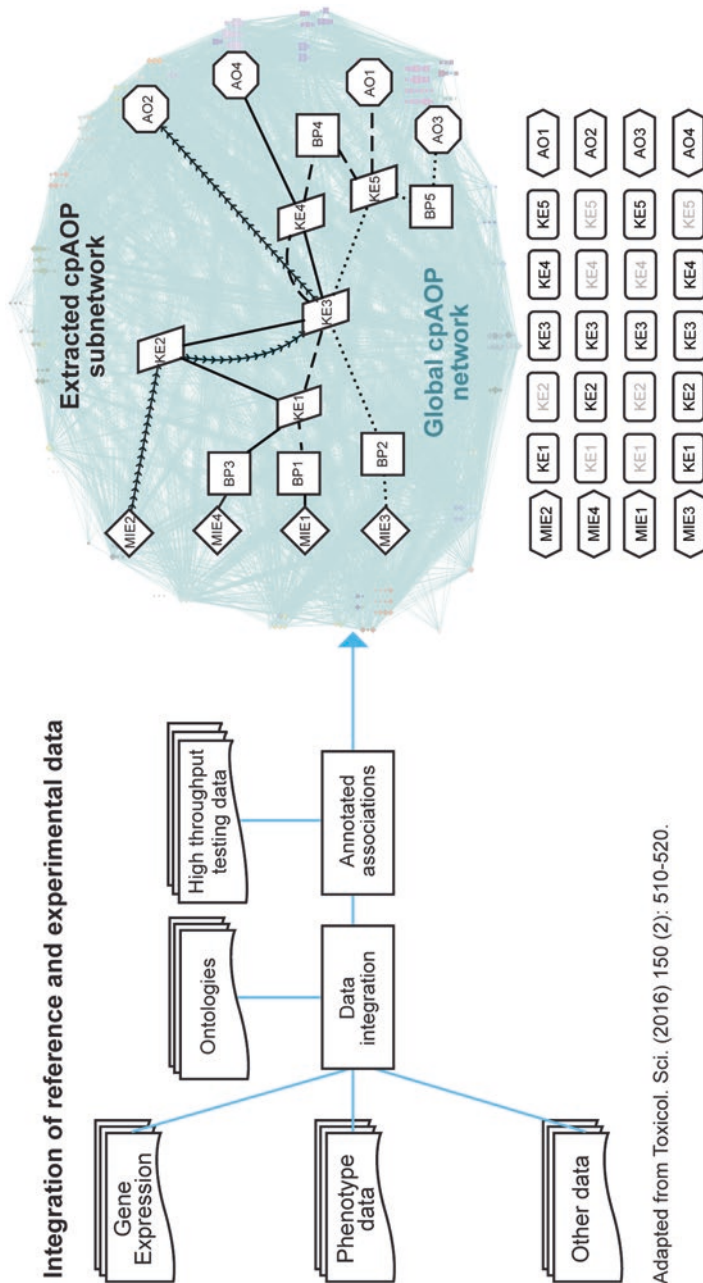 Integration of reference and experimental data
Gene
Expression
Phenotype
data
Other data
Ontologies
Data
integration
High throughput
testing data
Annotated
associations
Extracted cpAOP
subnetwork
Global cpAOP
network
MIE2
MIE4
MIE1
MIE3
BP3
BP1
BP2
KE2
KE1
KE3
KE4
KE5
BP4
BP5
AO2
AO4
AO1
AO3
MIE2 KE1 KE2 KE3 KE4 KE5 AO1
MIE4 KE1 KE2 KE3 KE4 KE5 AO2
MIE1 KE1 KE2 KE3 KE4 KE5 AO3
MIE3 KE1 KE2 KE3 KE4 KE5 AO4
Adapted from Toxicol. Sci. (2016) 150 (2): 510-520.